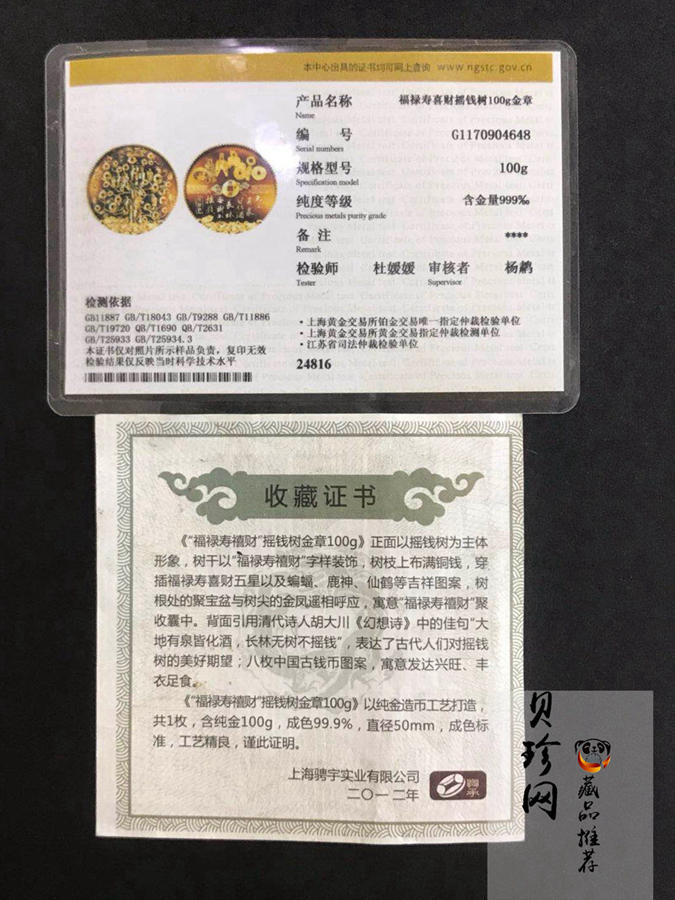 本中心出具的证书均可网上查询 www.ngstc.gov.cn
产品名称 福禄寿喜财摇钱树100g金章
Name
编 号 G1170904648
Serial numbers
规格型号 100g
Specification model
纯度等级 含金量999‰
Precious metals purity grade
备 注 ****
Remark
检验师 杜媛媛 审核者 杨鹬
Tester Supervisor
检测依据
GB11887 GB/T18043 GB/T9288 GB/T11886
GB/T19720 QB/T1690 QB/T2631
GB/T25933 GB/T25934.3
本证书仅对照片所示样品负责，复印无效
检验结果仅反映当时科学技术水平
• 上海黄金交易所铂金交易唯一指定仲裁检验单位
• 上海黄金交易所黄金交易指定仲裁检测单位
• 江苏省司法仲裁检验单位
24816
收藏证书
《“福禄寿禧财”摇钱树金章100g》正面以摇钱树为主体
形象，树干以“福禄寿禧财”字样装饰，树枝上布满铜钱，穿
插福禄寿喜财五星以及蝙蝠、鹿神、仙鹤等吉祥图案，树
根处的聚宝盆与树尖的金凤遥相呼应，寓意“福禄寿禧财”聚
收囊中。背面引用清代诗人胡大川《幻想诗》中的佳句“大
地有泉皆化酒，长林无树不摇钱”，表达了古代人们对摇钱
树的美好期望；八枚中国古钱币图案，寓意发达兴旺、丰
衣足食。
《“福禄寿禧财”摇钱树金章100g》以纯金造币工艺打造，
共1枚，含纯金100g，成色99.9%，直径50mm，成色标
准，工艺精良，谨此证明。
上海骋宇实业有限公司
二〇一二年
贝珍网
藏品推荐